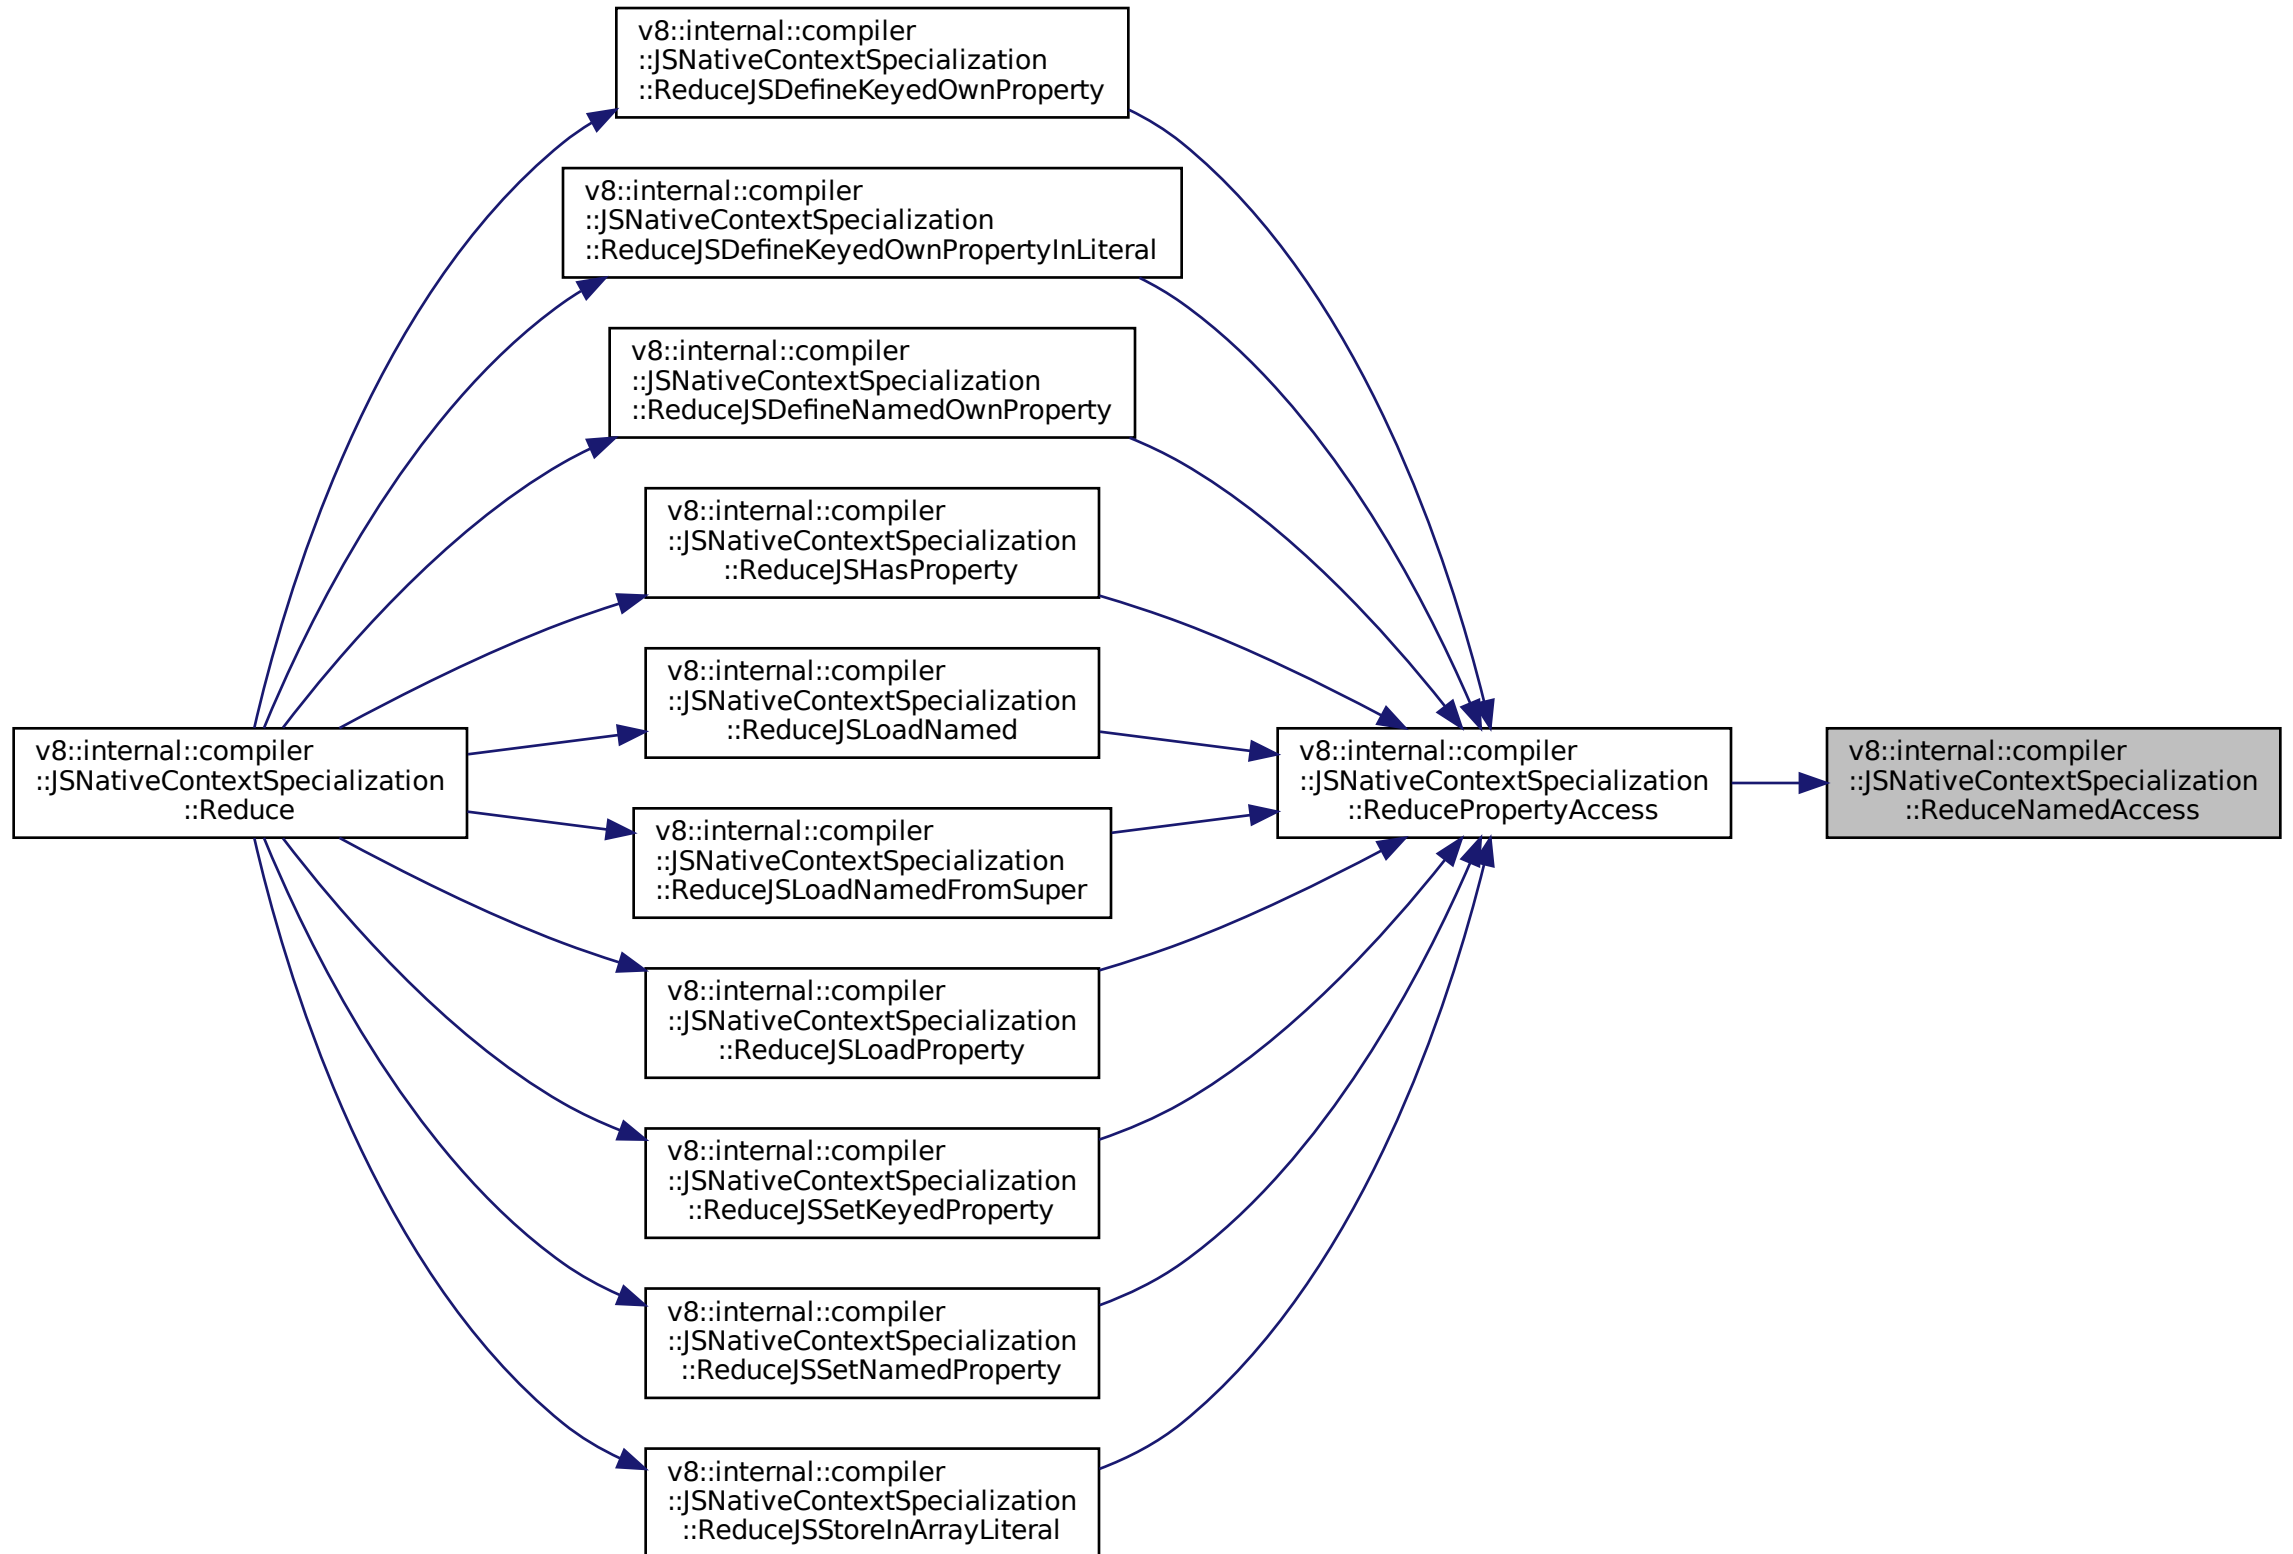 v8::internal::compiler
::JSNativeContextSpecialization
::ReduceJSDefineKeyedOwnProperty
v8::internal::compiler
::JSNativeContextSpecialization
::ReduceJSDefineKeyedOwnPropertyInLiteral
v8::internal::compiler
::JSNativeContextSpecialization
::ReduceJSDefineNamedOwnProperty
v8::internal::compiler
::JSNativeContextSpecialization
::ReduceJSHasProperty
v8::internal::compiler
::JSNativeContextSpecialization
::ReduceJSLoadNamed
v8::internal::compiler
::JSNativeContextSpecialization
::Reduce
v8::internal::compiler
::JSNativeContextSpecialization
::ReducePropertyAccess
v8::internal::compiler
::JSNativeContextSpecialization
::ReduceNamedAccess
v8::internal::compiler
::JSNativeContextSpecialization
::ReduceJSLoadNamedFromSuper
v8::internal::compiler
::JSNativeContextSpecialization
::ReduceJSLoadProperty
v8::internal::compiler
::JSNativeContextSpecialization
::ReduceJSSetKeyedProperty
v8::internal::compiler
::JSNativeContextSpecialization
::ReduceJSSetNamedProperty
v8::internal::compiler
::JSNativeContextSpecialization
::ReduceJSStoreInArrayLiteral